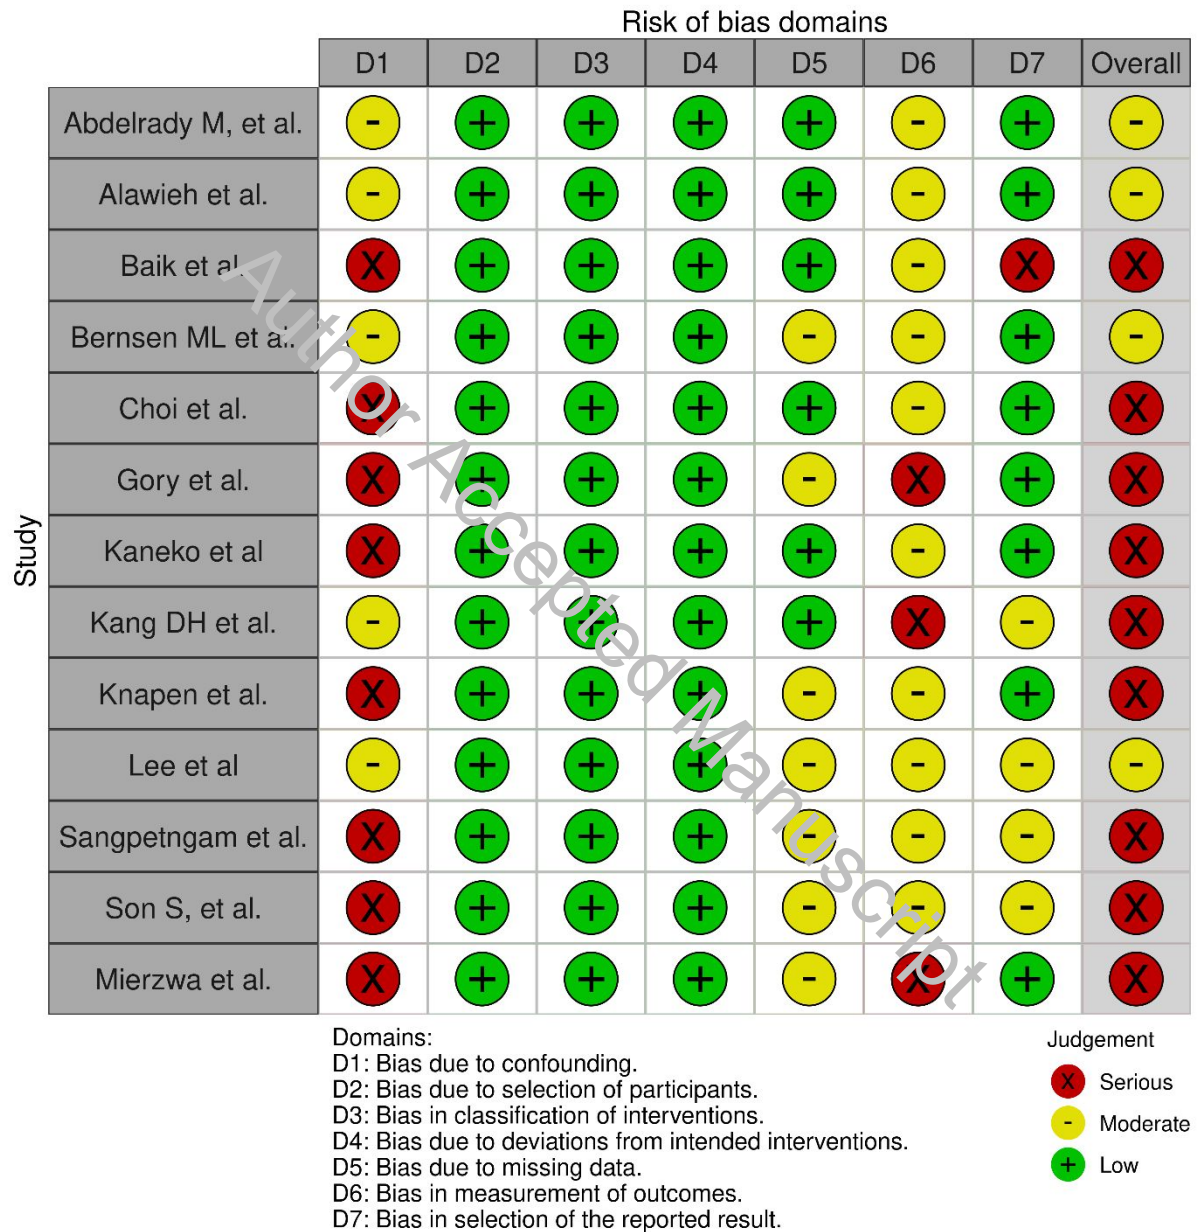 Risk of bias domains
D1 D2 D3 D4 D5 D6 D7 Overall
Study
Abdelrady M, et al. - + + + + - + -
Alawieh et al. - + + + + - + -
Baik et al. X + + + + - X X
Bernsen ML et al. - + + + - - + -
Choi et al. X + + + + - + X
Gory et al. X + + + - X + X
Kaneko et al X + + + + - + X
Kang DH et al. - + + + + X - X
Knapen et al. X + + + - - + X
Lee et al - + + + - - - -
Sangpetngam et al. X + + + - - - X
Son S, et al. X + + + - - - X
Mierzwa et al. X + + + - X + X
Author Accepted Manuscript
Domains:
D1: Bias due to confounding.
D2: Bias due to selection of participants.
D3: Bias in classification of interventions.
D4: Bias due to deviations from intended interventions.
D5: Bias due to missing data.
D6: Bias in measurement of outcomes.
D7: Bias in selection of the reported result.
Judgement
X Serious
- Moderate
+ Low